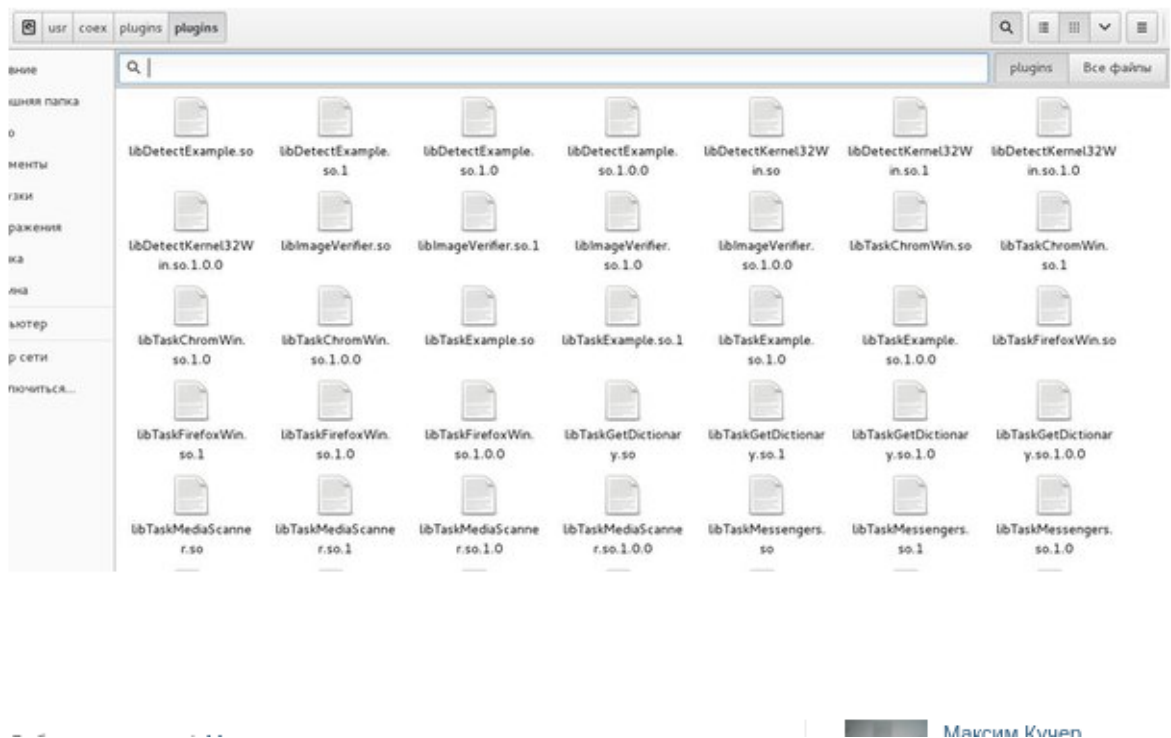 usr coex plugins plugins
plugins Все файлы
libDetectExample.so libDetectExample. libDetectExample. libDetectExample. libDetectKernel32W libDetectKernel32W libDetectKernel32W
so.1 so.1.0 so.1.0.0 in.so in.so.1 in.so.1.0
libDetectKernel32W libImageVerifier.so libImageVerifier.so.1 libImageVerifier. libImageVerifier. libTaskChromWin.so libTaskChromWin.
in.so.1.0.0 so.1.0 so.1.0.0 so.1
libTaskChromWin. libTaskChromWin. libTaskExample.so libTaskExample.so.1 libTaskExample. libTaskExample. libTaskFirefoxWin.so
so.1.0 so.1.0.0 so.1.0 so.1.0.0
libTaskFirefoxWin. libTaskFirefoxWin. libTaskFirefoxWin. libTaskGetDictionar libTaskGetDictionar libTaskGetDictionar libTaskGetDictionar
so.1 so.1.0 so.1.0.0 y.so y.so.1 y.so.1.0 y.so.1.0.0
libTaskMediaScanne libTaskMediaScanne libTaskMediaScanne libTaskMediaScanne libTaskMessengers. libTaskMessengers. libTaskMessengers.
r.so r.so.1 r.so.1.0 r.so.1.0.0 so so.1 so.1.0
шняя папка
менты
ражения
ьютер
р сети
лючиться...
Максим Кучер